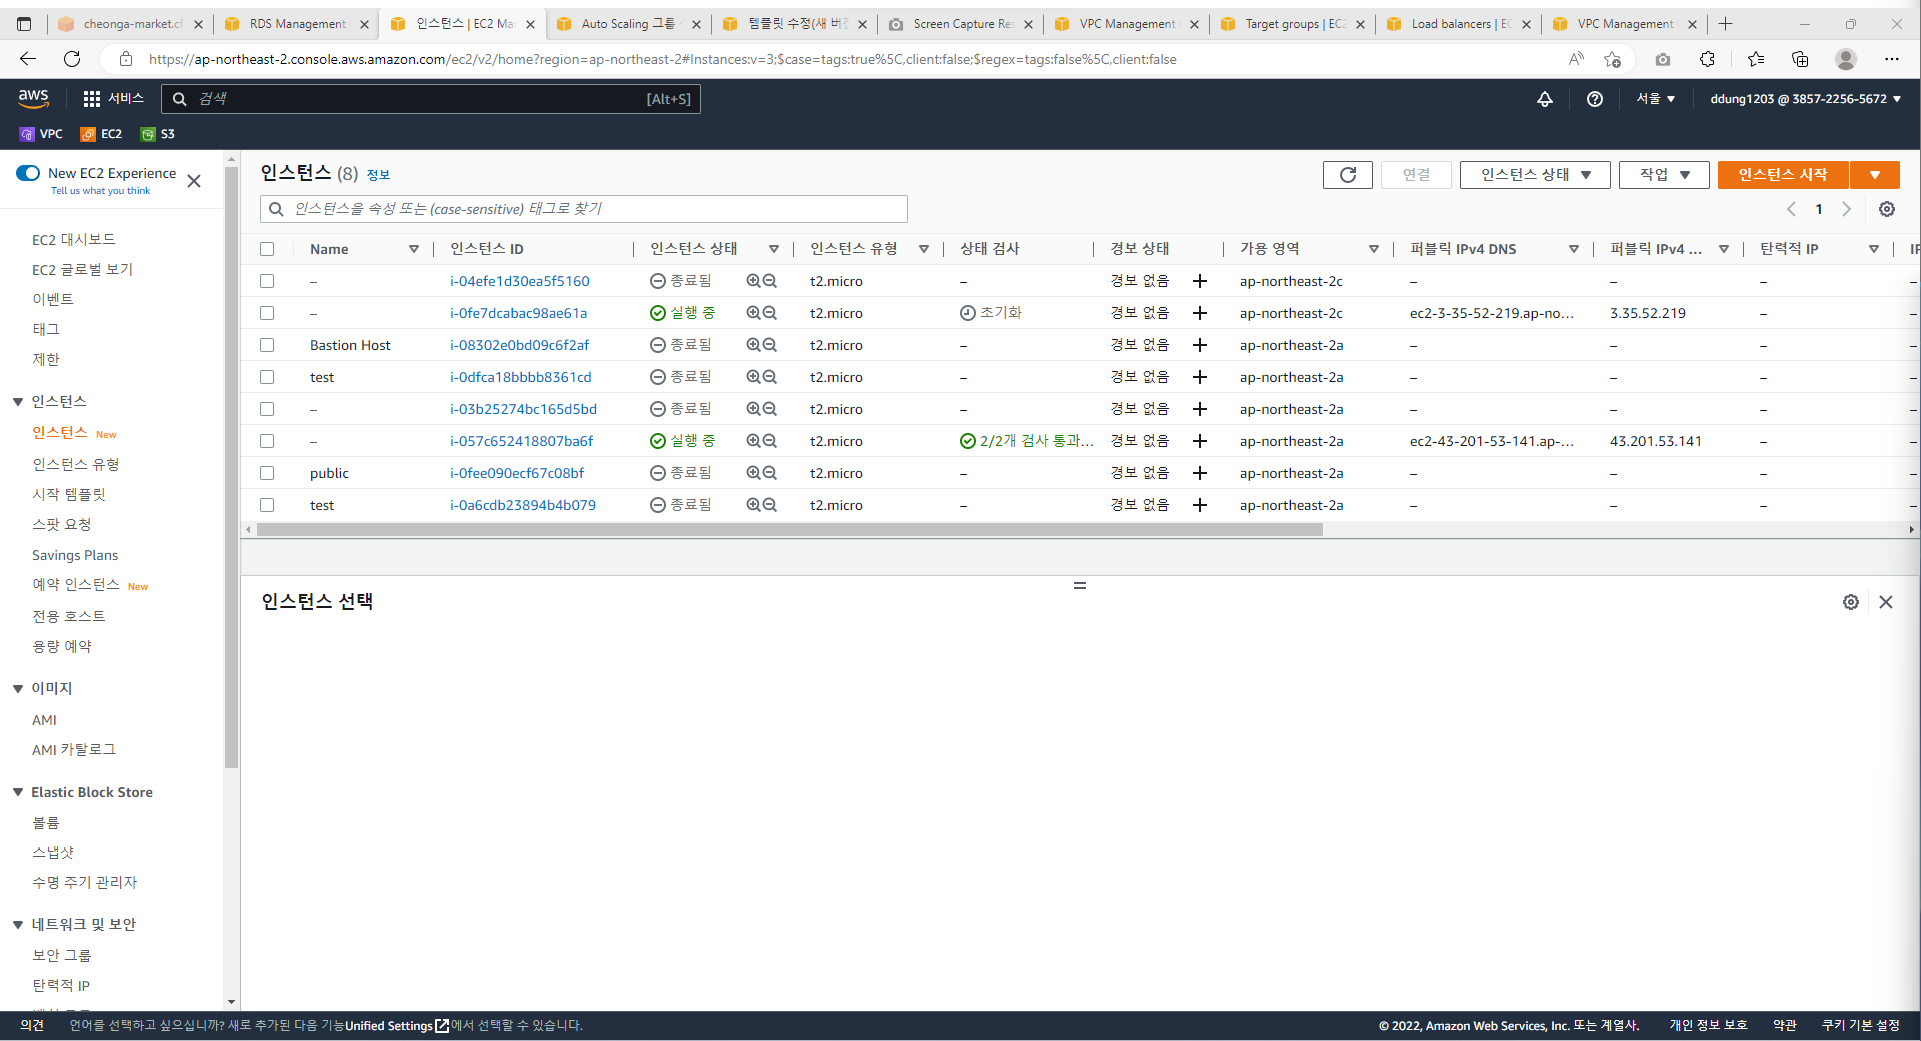 cheonga-market.cf
RDS Management
인스턴스 | EC2 Ma
Auto Scaling 그룹
템플릿 수정(새 버전
Screen Capture Res
VPC Management
Target groups | EC2
Load balancers | EC
VPC Management
https://ap-northeast-2.console.aws.amazon.com/ec2/v2/home?region=ap-northeast-2#Instances:v=3;$case=tags:true%5C,client:false;$regex=tags:false%5C,client:false
aws
서비스
검색
[Alt+S]
서울 ▼
ddung1203 @ 3857-2256-5672 ▼
VPC
EC2
S3
New EC2 Experience
Tell us what you think
EC2 대시보드
EC2 글로벌 보기
이벤트
태그
제한
인스턴스
인스턴스 New
인스턴스 유형
시작 템플릿
스팟 요청
Savings Plans
예약 인스턴스 New
전용 호스트
용량 예약
이미지
AMI
AMI 카탈로그
Elastic Block Store
볼륨
스냅샷
수명 주기 관리자
네트워크 및 보안
보안 그룹
탄력적 IP
인스턴스 (8) 정보
연결
인스턴스 상태 ▼
작업 ▼
인스턴스 시작 ▼
인스턴스을 속성 또는 (case-sensitive) 태그로 찾기
1
Name 인스턴스 ID 인스턴스 상태 인스턴스 유형 상태 검사 경보 상태 가용 영역 퍼블릭 IPv4 DNS 퍼블릭 IPv4 ... 탄력적 IP IP
– i-04efe1d30ea5f5160 종료됨 t2.micro – 경보 없음 + ap-northeast-2c – – – –
– i-0fe7dcabac98ae61a 실행 중 t2.micro 초기화 경보 없음 + ap-northeast-2c ec2-3-35-52-219.ap-no... 3.35.52.219 – –
Bastion Host i-08302e0bd09c6f2af 종료됨 t2.micro – 경보 없음 + ap-northeast-2a – – – –
test i-0dfca18bbbb8361cd 종료됨 t2.micro – 경보 없음 + ap-northeast-2a – – – –
– i-03b25274bc165d5bd 종료됨 t2.micro – 경보 없음 + ap-northeast-2a – – – –
– i-057c652418807ba6f 실행 중 t2.micro 2/2개 검사 통과... 경보 없음 + ap-northeast-2a ec2-43-201-53-141.ap-... 43.201.53.141 – –
public i-0fee090ecf67c08bf 종료됨 t2.micro – 경보 없음 + ap-northeast-2a – – – –
test i-0a6cdb23894b4b079 종료됨 t2.micro – 경보 없음 + ap-northeast-2a – – – –
인스턴스 선택
의견
언어를 선택하고 싶으십니까? 새로 추가된 다음 기능Unified Settings에서 선택할 수 있습니다.
© 2022, Amazon Web Services, Inc. 또는 계열사.
개인 정보 보호
약관
쿠키 기본 설정